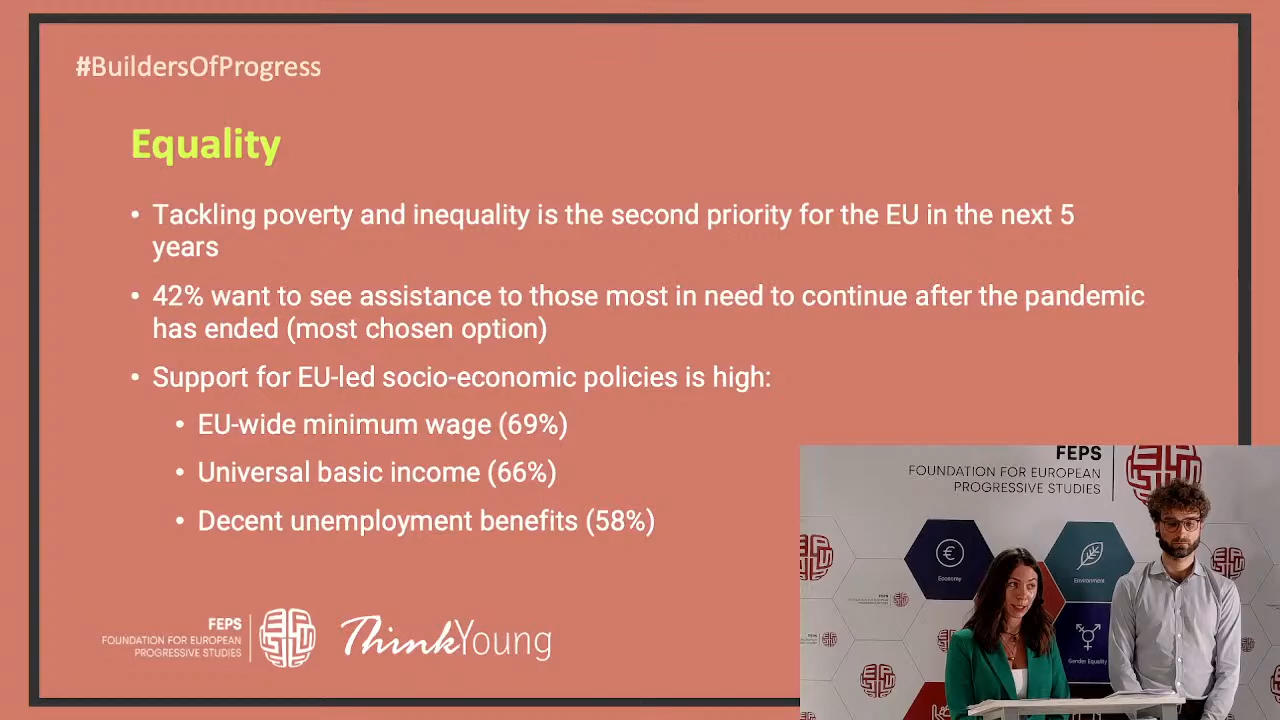 #BuildersOfProgress
Equality
• Tackling poverty and inequality is the second priority for the EU in the next 5
years
• 42% want to see assistance to those most in need to continue after the pandemic
has ended (most chosen option)
• Support for EU-led socio-economic policies is high:
• EU-wide minimum wage (69%)
• Universal basic income (66%)
• Decent unemployment benefits (58%)
FEPS
FOUNDATION FOR EUROPEAN
PROGRESSIVE STUDIES
ThinkYoung
FEPS
FOUNDATION FOR EUROPEAN
PROGRESSIVE STUDIES
Economy
Environment
Gender Equality